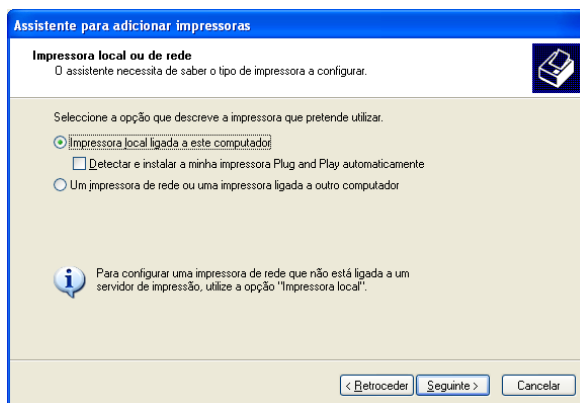 Assistente para adicionar impressoras
Impressora local ou de rede
O assistente necessita de saber o tipo de impressora a configurar.
Seleccione a opção que descreve a impressora que pretende utilizar.
Impressora local ligada a este computador
Detectar e instalar a minha impressora Plug and Play automaticamente
Um impressora de rede ou uma impressora ligada a outro computador
Para configurar uma impressora de rede que não está ligada a um
servidor de impressão, utilize a opção "Impressora local".
< Retroceder Seguinte > Cancelar